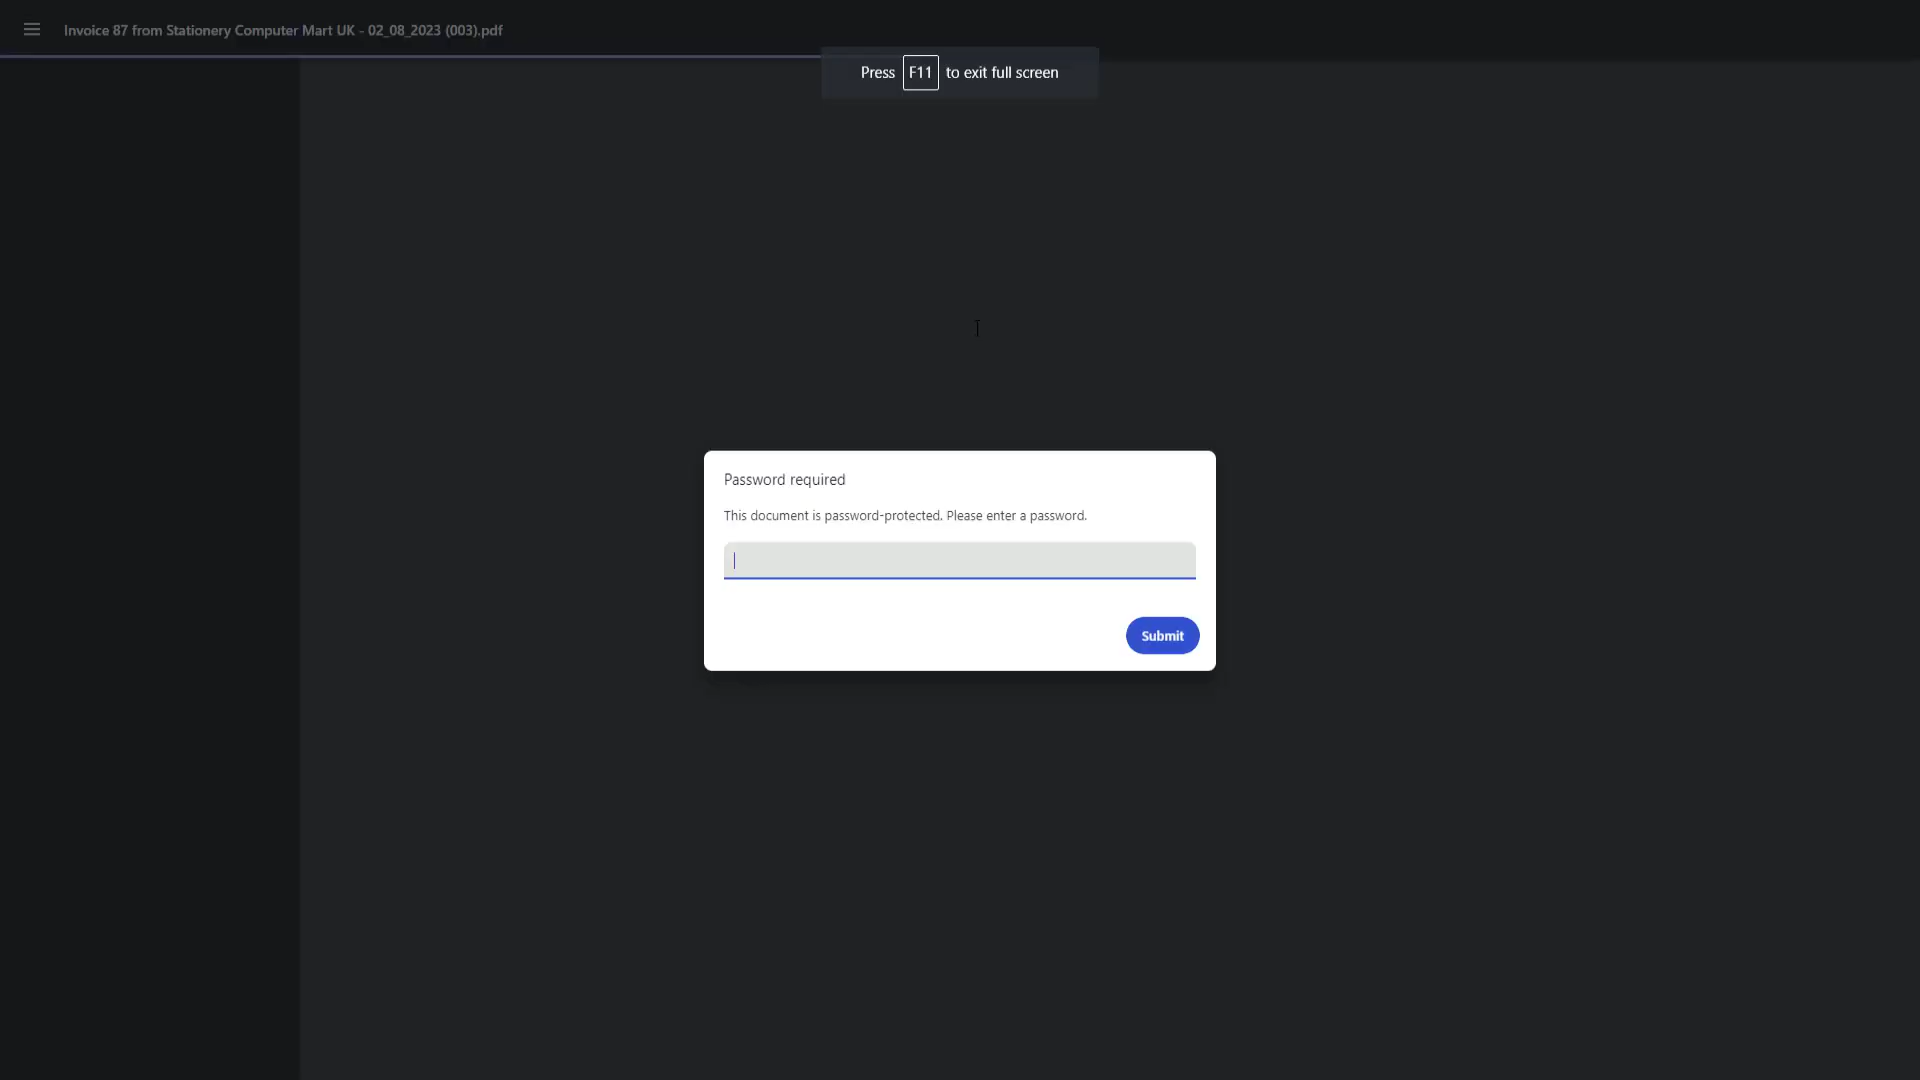 Invoice 87 from Stationery Computer Mart UK - 02_08_2023 (003).pdf
Press F11 to exit full screen
Password required
This document is password-protected. Please enter a password.
Submit